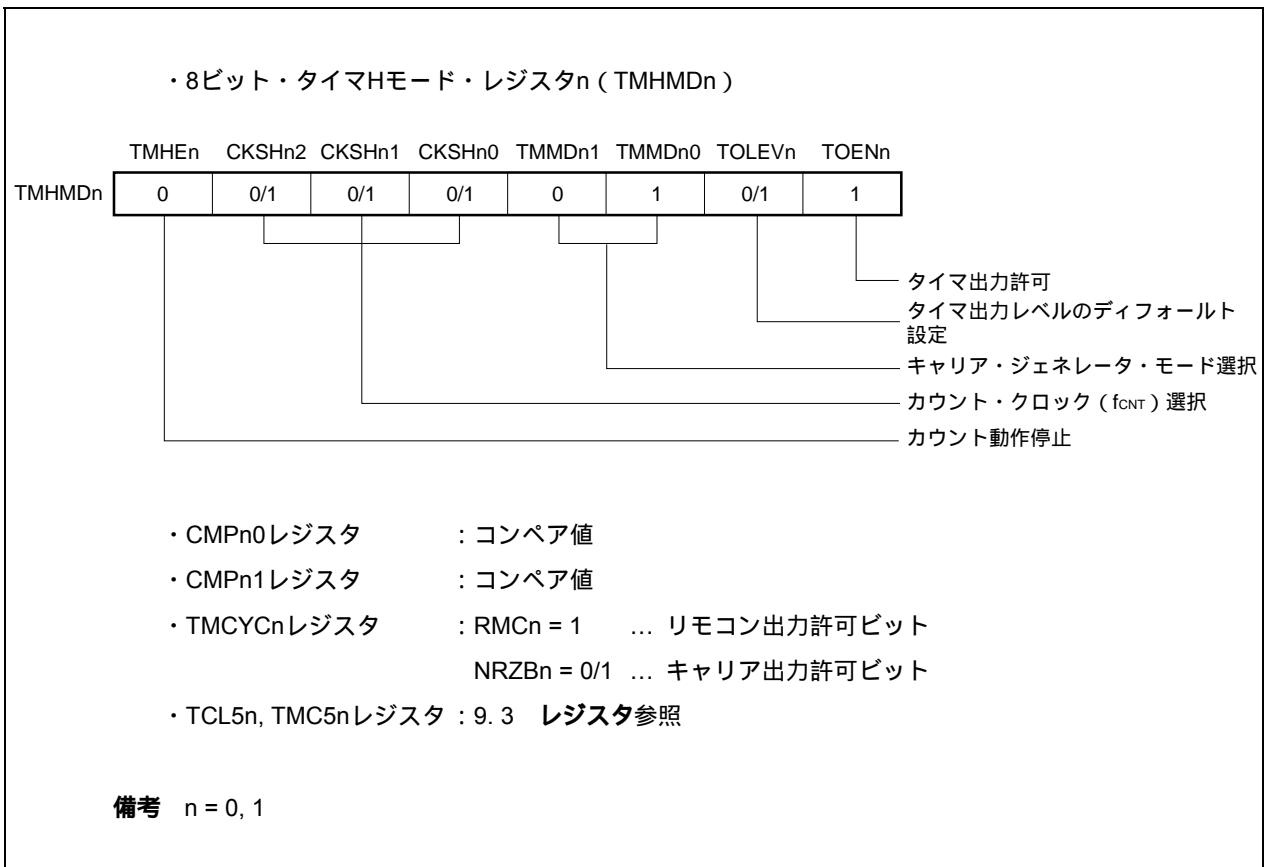 ・8ビット・タイマHモード・レジスタn（TMHMDn）
TMHEn CKSHn2 CKSHn1 CKSHn0 TMMDn1 TMMDn0 TOLEVn TOENn
TMHMDn 0 0/1 0/1 0/1 0 1 0/1 1
タイマ出力許可
タイマ出力レベルのディフォールト
設定
キャリア・ジェネレータ・モード選択
カウント・クロック（fCNT）選択
カウント動作停止
・CMPn0レジスタ ：コンペア値
・CMPn1レジスタ ：コンペア値
・TMCYCnレジスタ ：RMCn = 1 … リモコン出力許可ビット
NRZBn = 0/1 … キャリア出力許可ビット
・TCL5n, TMC5nレジスタ：9. 3 レジスタ参照
備考 n = 0, 1